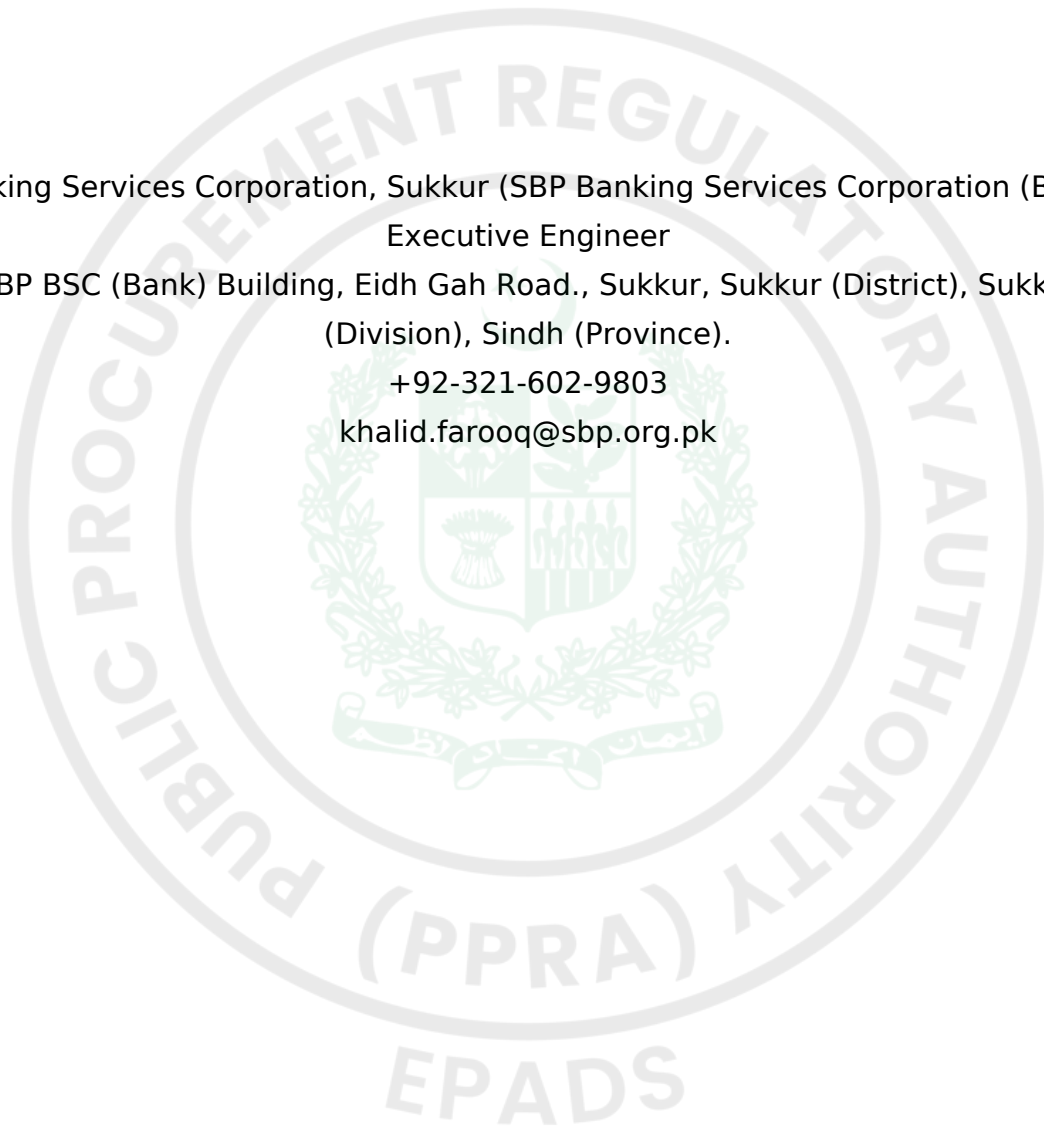 king Services Corporation, Sukkur (SBP Banking Services Corporation (B
Executive Engineer
BP BSC (Bank) Building, Eidh Gah Road., Sukkur, Sukkur (District), Sukk
(Division), Sindh (Province).
+92-321-602-9803
khalid.farooq@sbp.org.pk
PUBLIC PROCUREMENT REGULATORY AUTHORITY
(PPRA)
EPADS